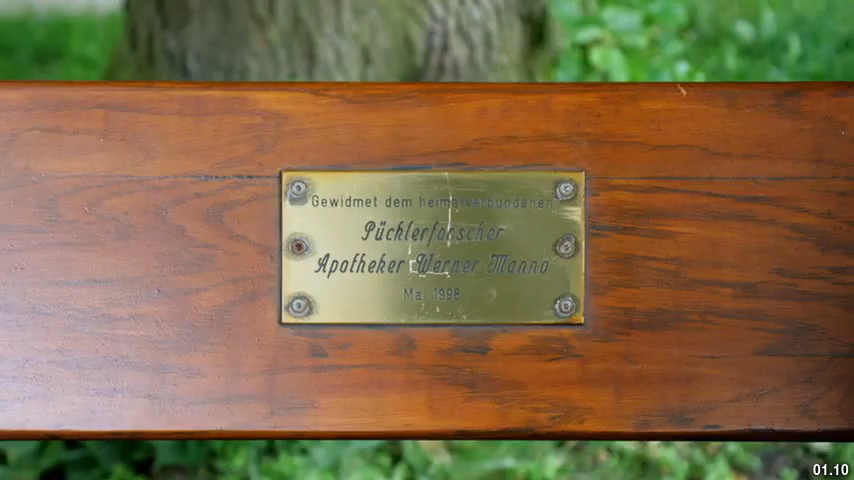 Gewidmet dem heimatverbundenen
Pücklerforscher
Apotheker Werner Manno
Mai 1998
01.10